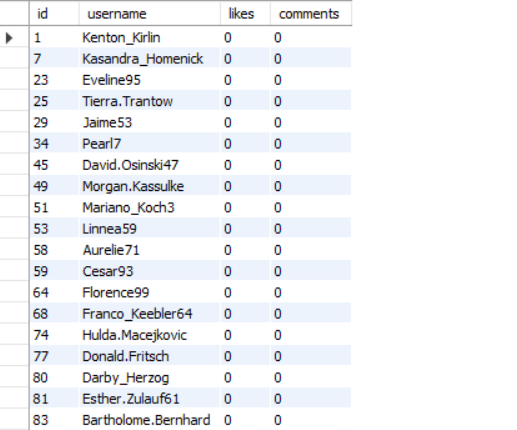 id username likes comments
1 Kenton_Kirlin 0 0
7 Kasandra_Homenick 0 0
23 Eveline95 0 0
25 Tierra.Trantow 0 0
29 Jaime53 0 0
34 Pearl7 0 0
45 David.Osinski47 0 0
49 Morgan.Kassulke 0 0
51 Mariano_Koch3 0 0
53 Linnea59 0 0
58 Aurelie71 0 0
59 Cesar93 0 0
64 Florence99 0 0
68 Franco_Keebler64 0 0
74 Hulda.Macejkovic 0 0
77 Donald.Fritsch 0 0
80 Darby_Herzog 0 0
81 Esther.Zulauf61 0 0
83 Bartholome.Bernhard 0 0